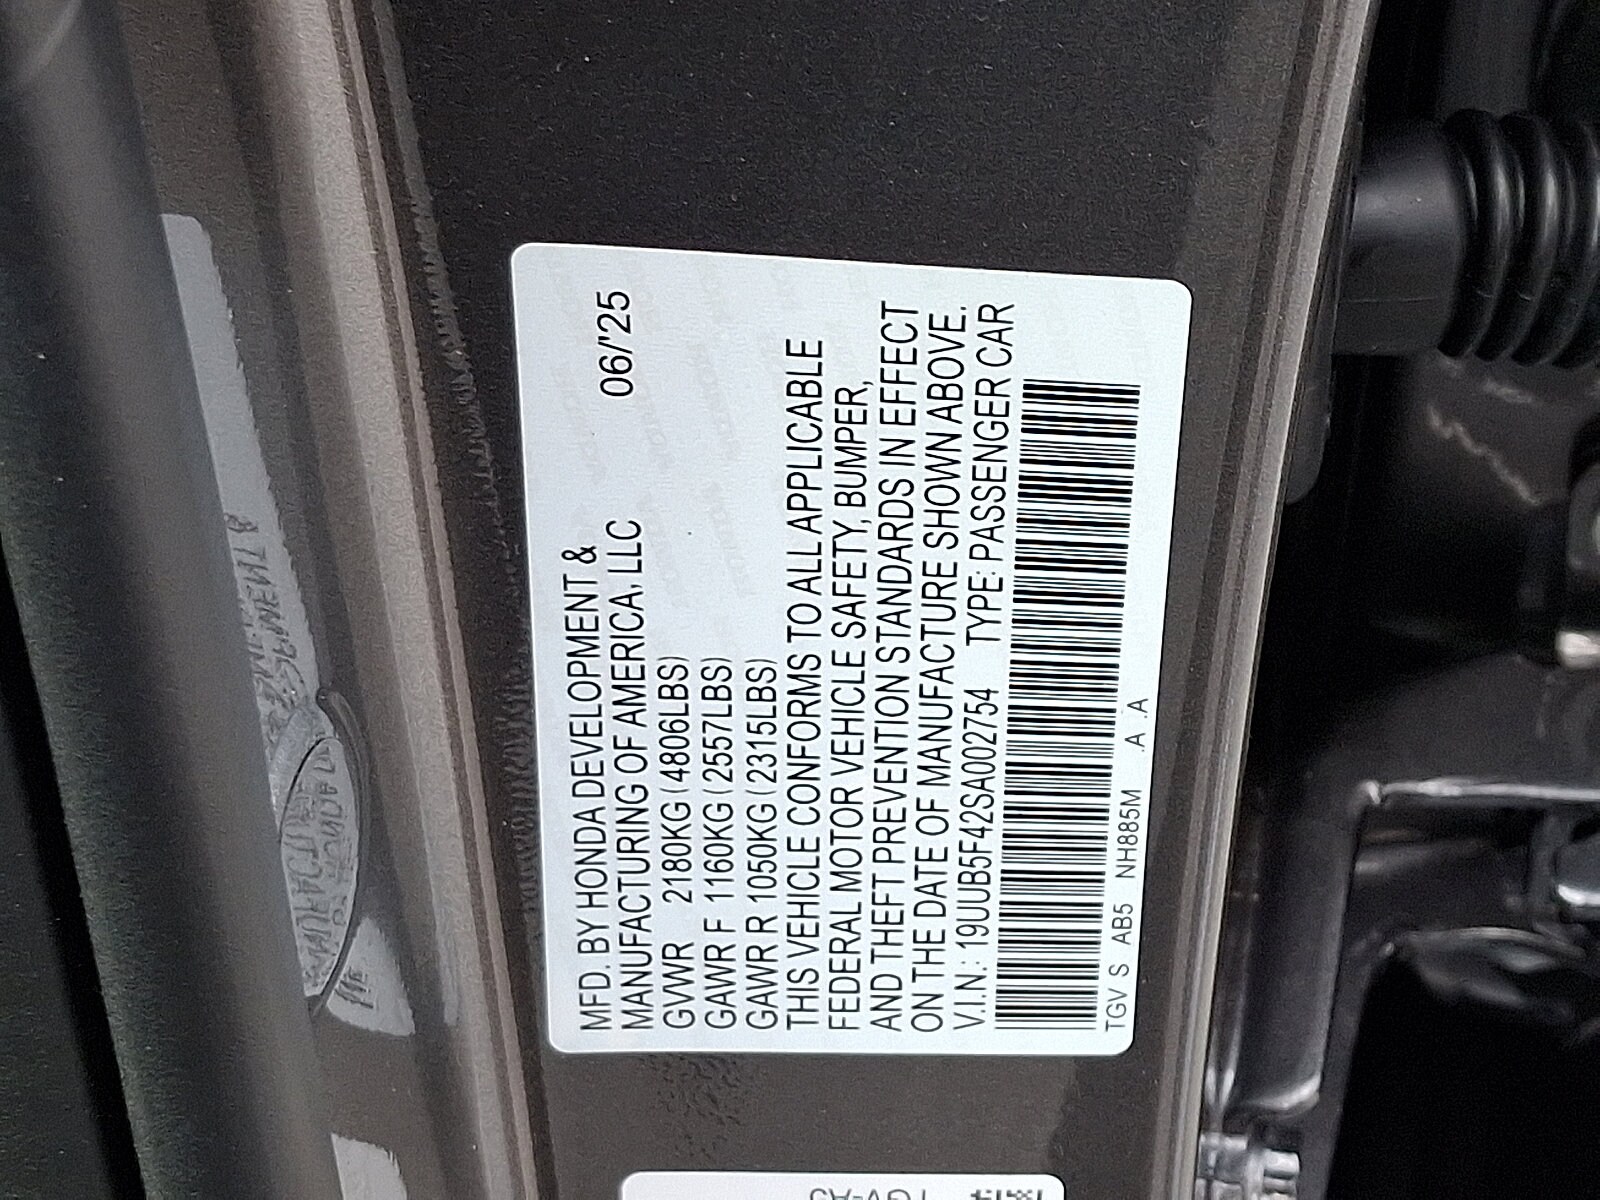 MFD. BY HONDA DEVELOPMENT &
MANUFACTURING OF AMERICA, LLC 06/'25
GVWR 2180KG (4806LBS)
GAWR F 1160KG (2557LBS)
GAWR R 1050KG (2315LBS)
THIS VEHICLE CONFORMS TO ALL APPLICABLE
FEDERAL MOTOR VEHICLE SAFETY, BUMPER,
AND THEFT PREVENTION STANDARDS IN EFFECT
ON THE DATE OF MANUFACTURE SHOWN ABOVE.
V.I.N.: 19UUB5F42SA002754 TYPE: PASSENGER CAR
TGV S AB5 NH885M .A .A